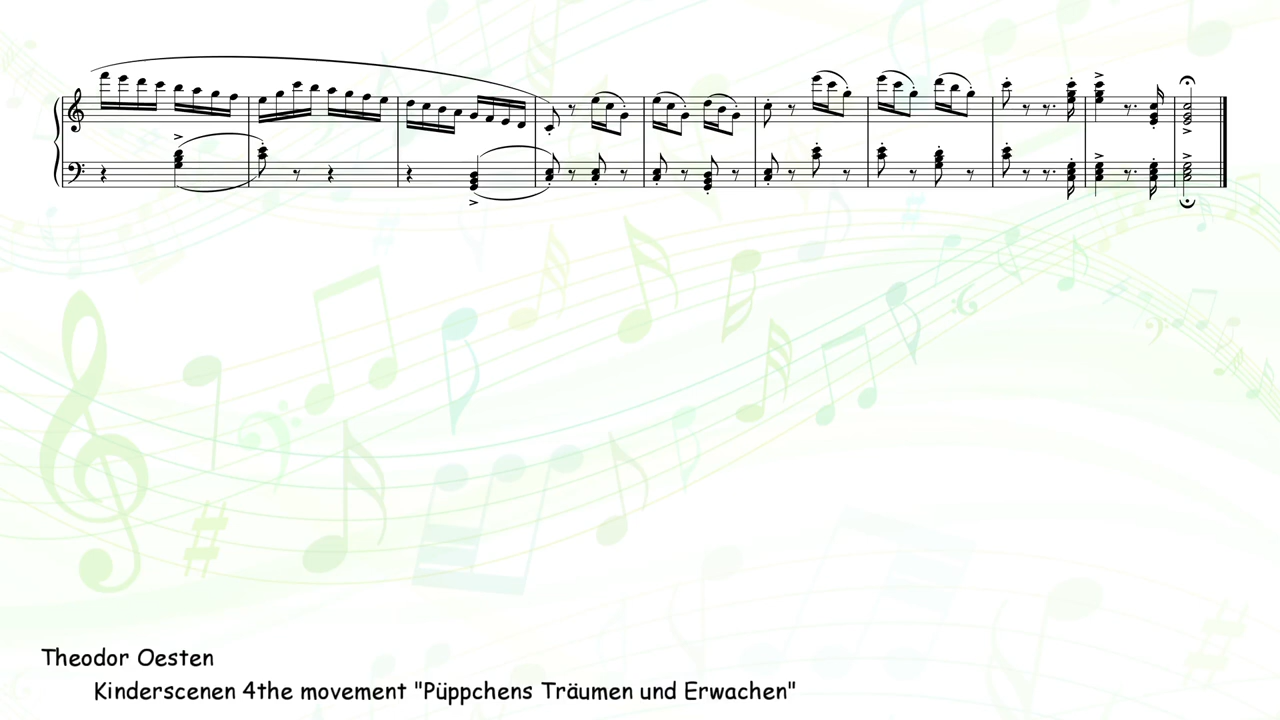 Theodor Oesten
Kinderscenen 4the movement "Püppchens Träumen und Erwachen"